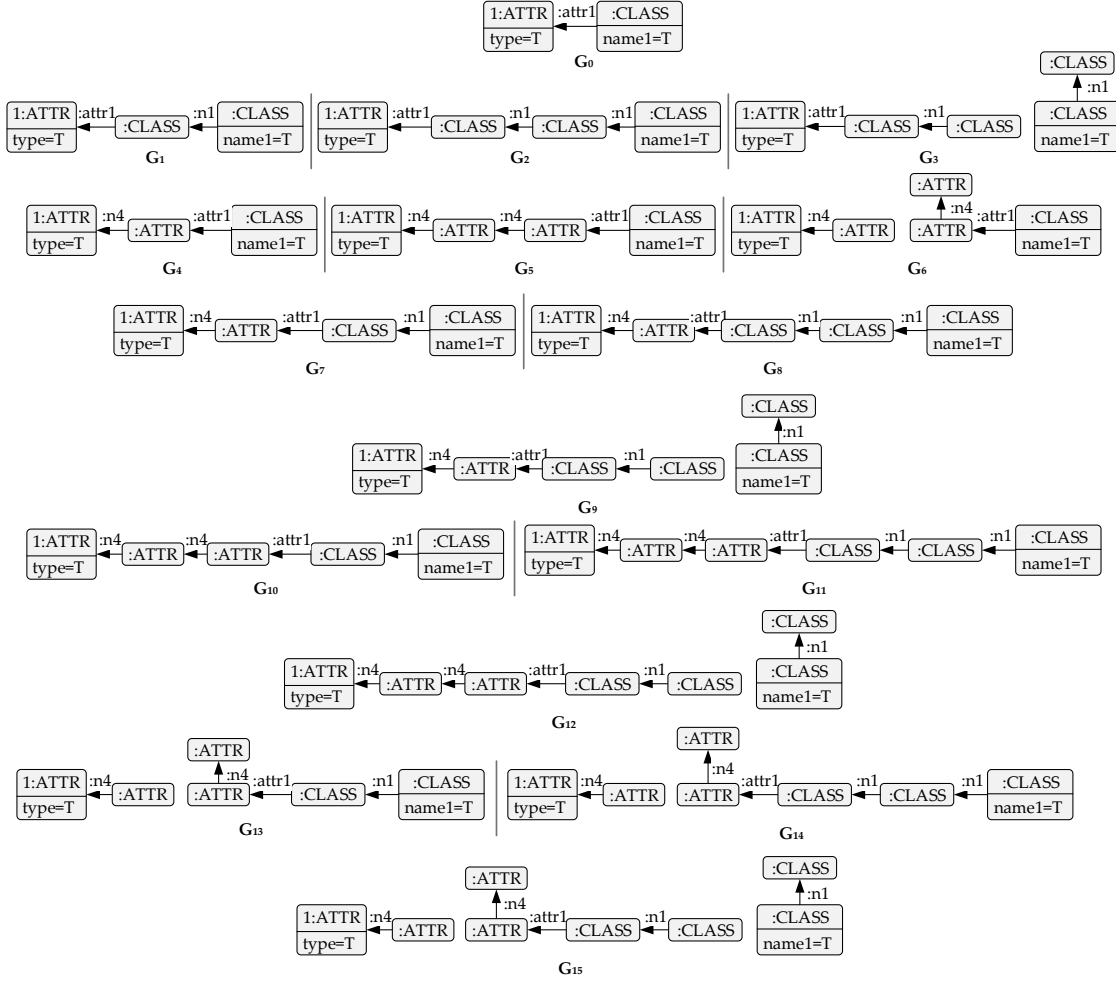 1:ATTR :attr1 :CLASS
type=T name1=T
G0
:CLASS
:n1
1:ATTR :attr1 :CLASS :n1 :CLASS
type=T name1=T
G1
1:ATTR :attr1 :CLASS :n1 :CLASS :n1 :CLASS
type=T name1=T
G2
1:ATTR :attr1 :CLASS :n1 :CLASS :CLASS
type=T name1=T
G3
:ATTR
:n4
1:ATTR :n4 :ATTR :attr1 :CLASS
type=T name1=T
G4
1:ATTR :n4 :ATTR :n4 :ATTR :attr1 :CLASS
type=T name1=T
G5
1:ATTR :n4 :ATTR :ATTR :attr1 :CLASS
type=T name1=T
G6
1:ATTR :n4 :ATTR :attr1 :CLASS :n1 :CLASS
type=T name1=T
G7
1:ATTR :n4 :ATTR :attr1 :CLASS :n1 :CLASS :n1 :CLASS
type=T name1=T
G8
:CLASS
:n1
1:ATTR :n4 :ATTR :attr1 :CLASS :n1 :CLASS :CLASS
type=T name1=T
G9
1:ATTR :n4 :ATTR :n4 :ATTR :attr1 :CLASS :n1 :CLASS
type=T name1=T
G10
1:ATTR :n4 :ATTR :n4 :ATTR :attr1 :CLASS :n1 :CLASS :n1 :CLASS
type=T name1=T
G11
:CLASS
:n1
1:ATTR :n4 :ATTR :n4 :ATTR :attr1 :CLASS :n1 :CLASS :CLASS
type=T name1=T
G12
:ATTR
:n4
1:ATTR :n4 :ATTR :ATTR :attr1 :CLASS :n1 :CLASS
type=T name1=T
G13
:ATTR
:n4
1:ATTR :n4 :ATTR :ATTR :attr1 :CLASS :n1 :CLASS :n1 :CLASS
type=T name1=T
G14
:ATTR :CLASS
:n4 :n1
1:ATTR :n4 :ATTR :ATTR :attr1 :CLASS :n1 :CLASS :CLASS
type=T name1=T
G15